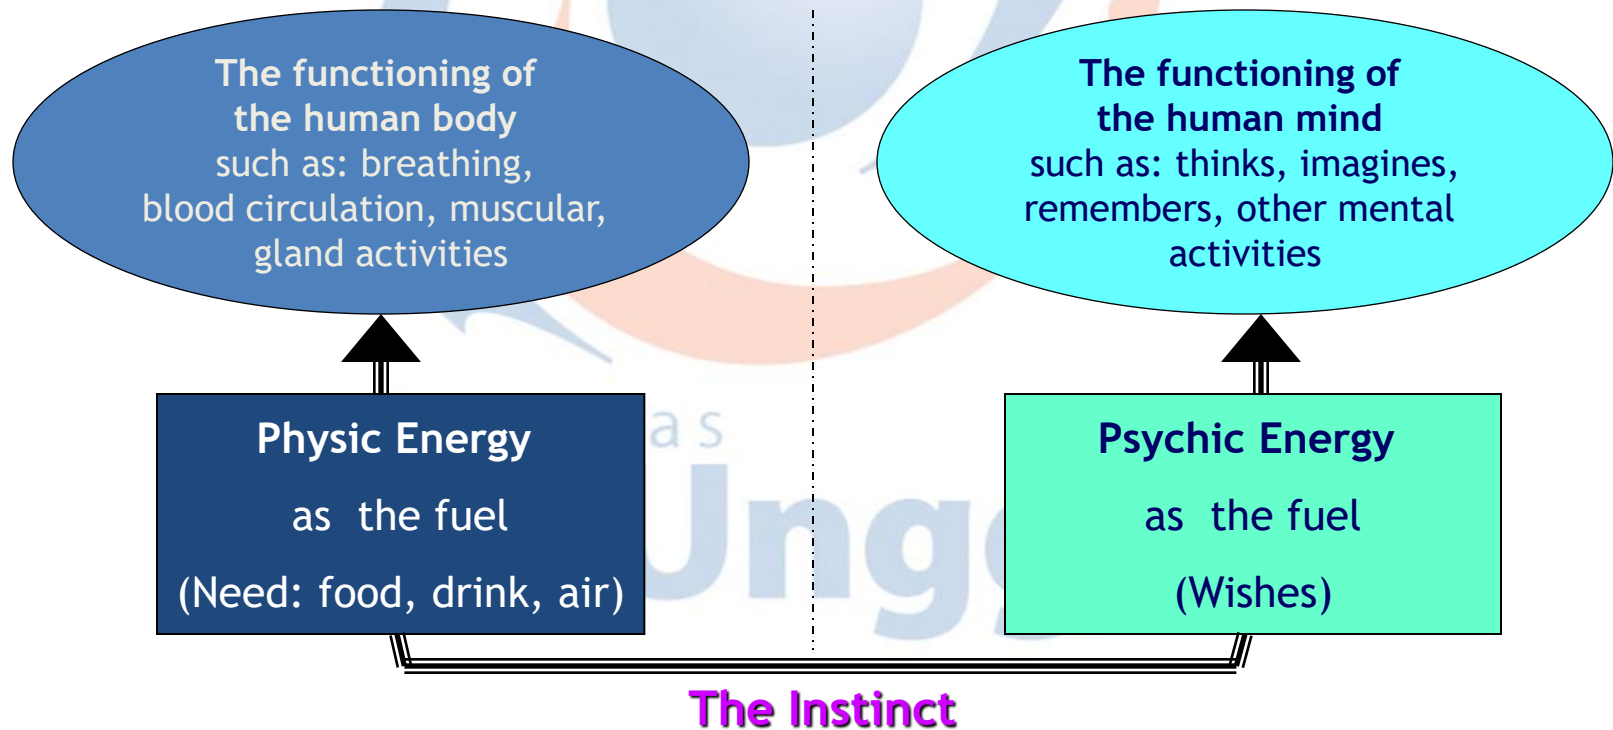 The functioning of
the human body
such as: breathing,
blood circulation, muscular,
gland activities
The functioning of
the human mind
such as: thinks, imagines,
remembers, other mental
activities
Physic Energy
as the fuel
(Need: food, drink, air)
Psychic Energy
as the fuel
(Wishes)
as
Ungg
The Instinct